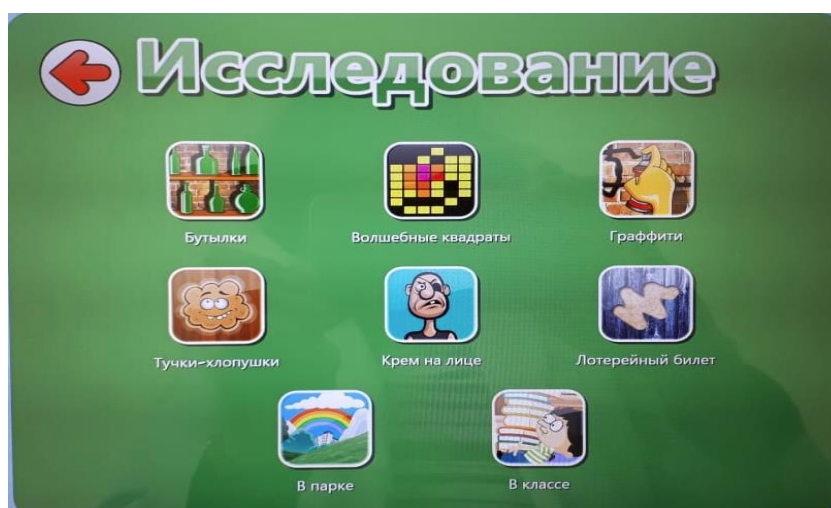 Исследование
Бутылки
Волшебные квадраты
Граффити
Тучки-хлопушки
Крем на лице
Лотерейный билет
В парке
В классе